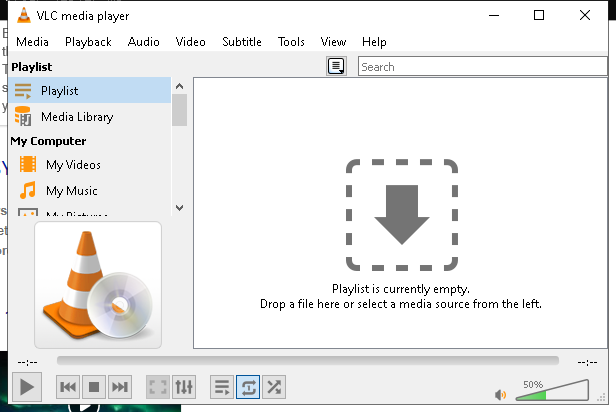 VLC media player
Media Playback Audio Video Subtitle Tools View Help
Playlist
Search
Playlist
Media Library
My Computer
My Videos
My Music
My Pictures
Playlist is currently empty.
Drop a file here or select a media source from the left.
--:-- --:--
50%